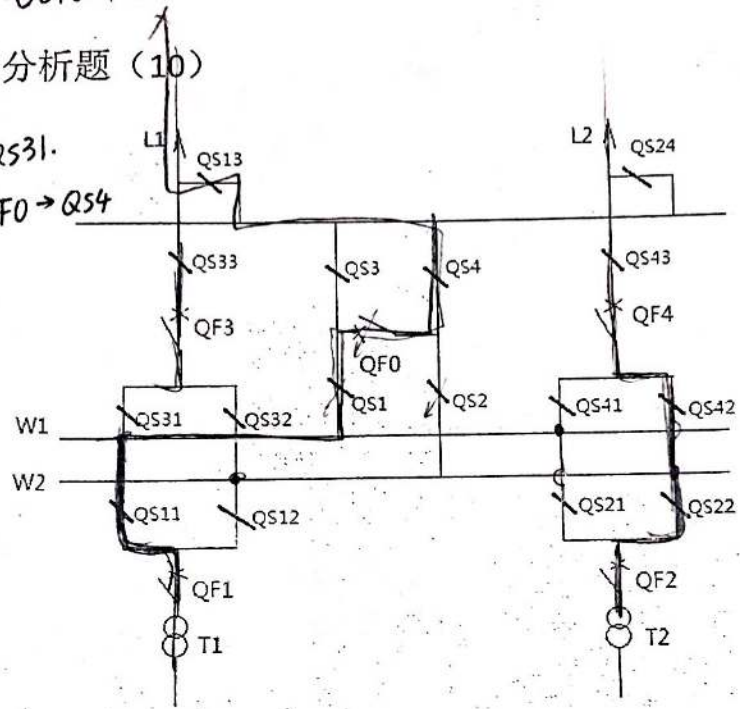 分析题（10）
QS31.
F0→QS4
L1
QS13
L2
QS24
QS33
QS3
QS4
QS43
QF3
QF0
QF4
QS31
QS32
QS1
QS2
QS41
QS42
W1
W2
QS11
QS12
QS21
QS22
QF1
QF2
T1
T2